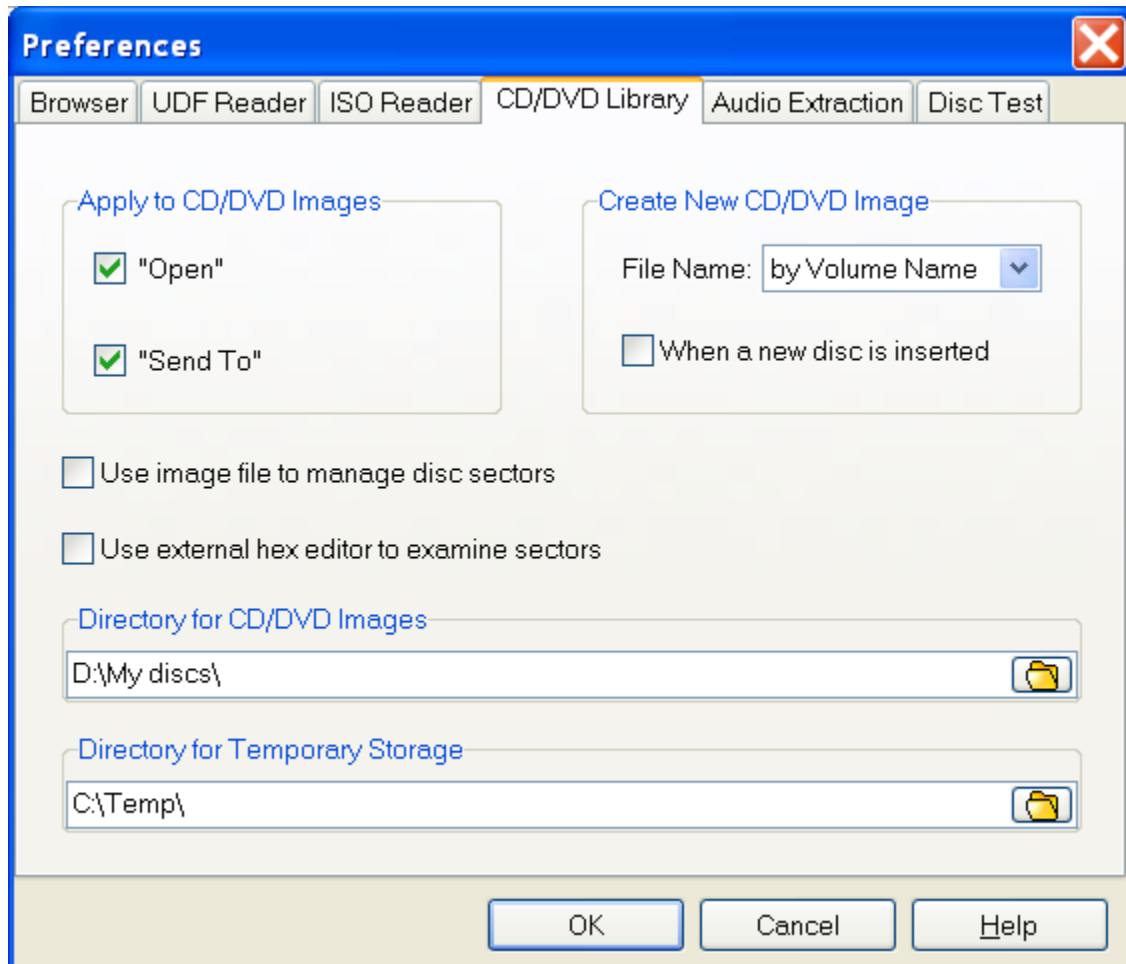 Preferences
Browser UDF Reader ISO Reader CD/DVD Library Audio Extraction Disc Test
Apply to CD/DVD Images
"Open"
"Send To"
Create New CD/DVD Image
File Name: by Volume Name
When a new disc is inserted
Use image file to manage disc sectors
Use external hex editor to examine sectors
Directory for CD/DVD Images
D:\My discs\
Directory for Temporary Storage
C:\Temp\
OK Cancel Help